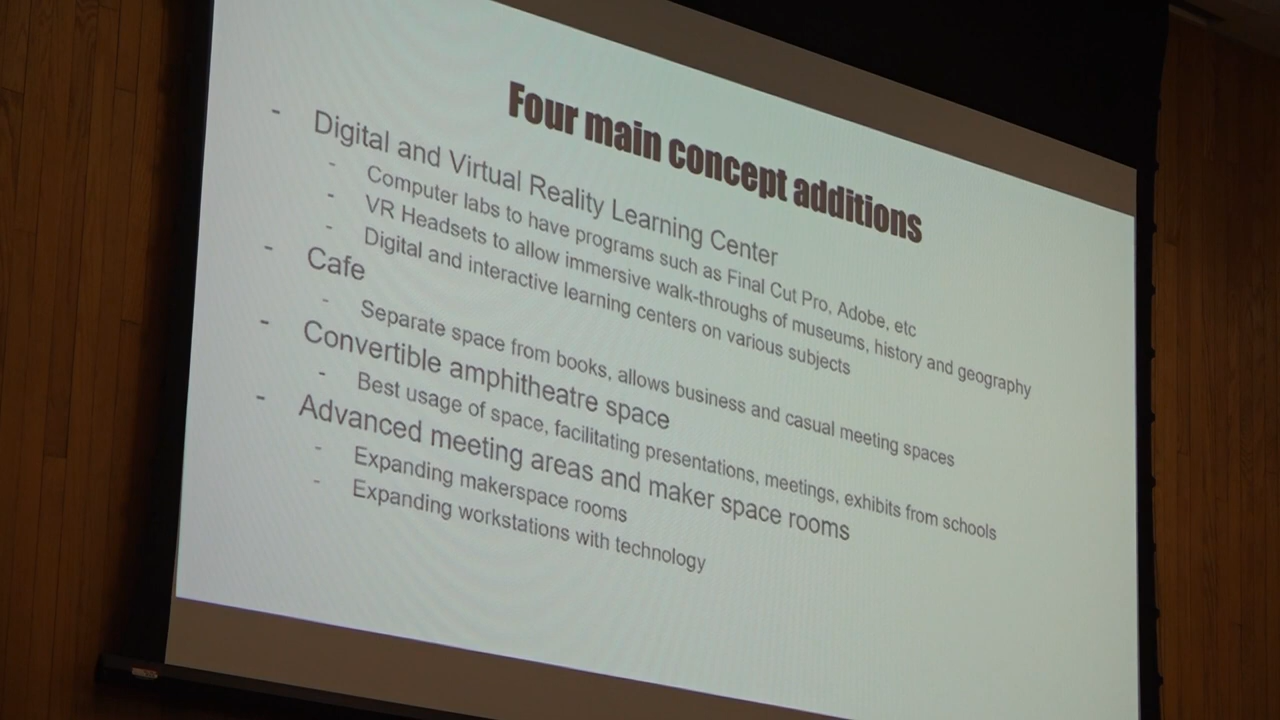 Four main concept additions
- Digital and Virtual Reality Learning Center
- Computer labs to have programs such as Final Cut Pro, Adobe, etc
- VR Headsets to allow immersive walk-throughs of museums, history and geography
- Digital and interactive learning centers on various subjects
- Cafe
- Separate space from books, allows business and casual meeting spaces
- Convertible amphitheatre space
- Best usage of space, facilitating presentations, meetings, exhibits from schools
- Advanced meeting areas and maker space rooms
- Expanding makerspace rooms
- Expanding workstations with technology